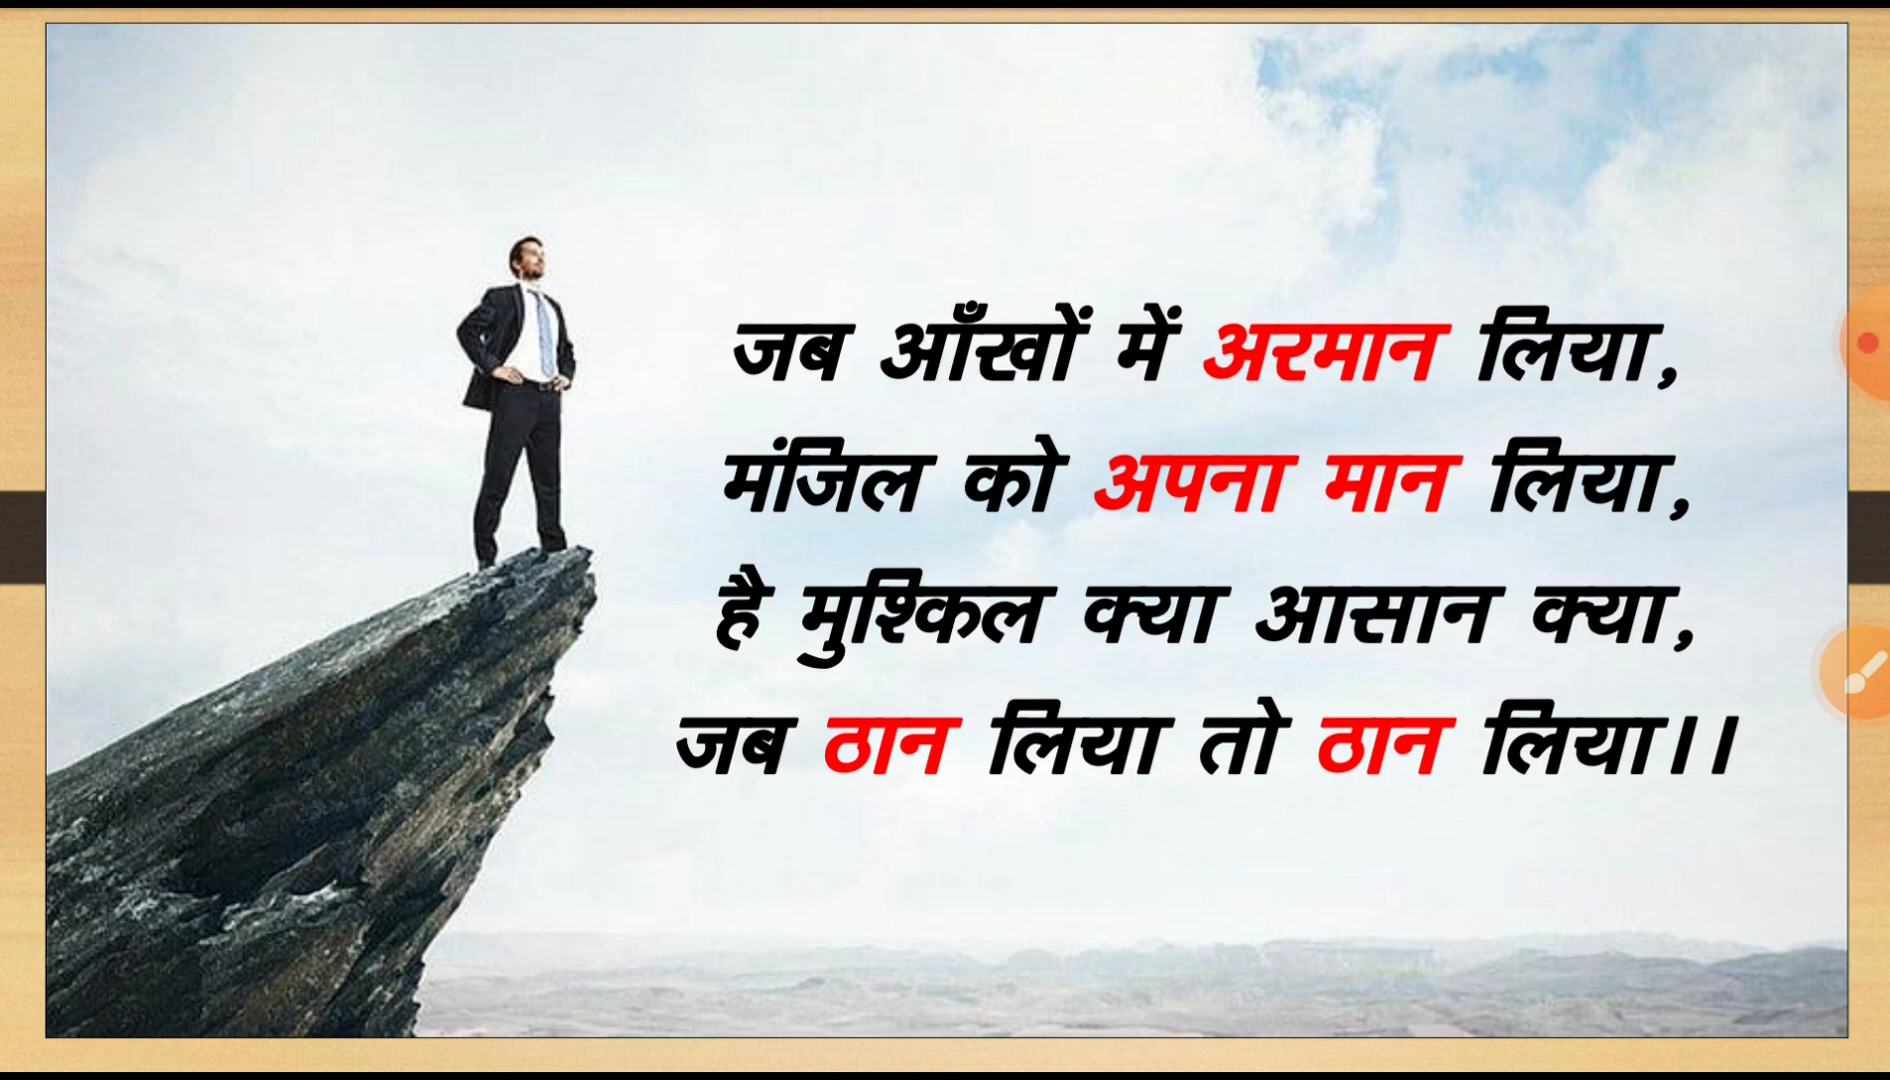 जब आँखों में अरमान लिया,
मंजिल को अपना मान लिया,
है मुश्किल क्या आसान क्या,
जब ठान लिया तो ठान लिया।।